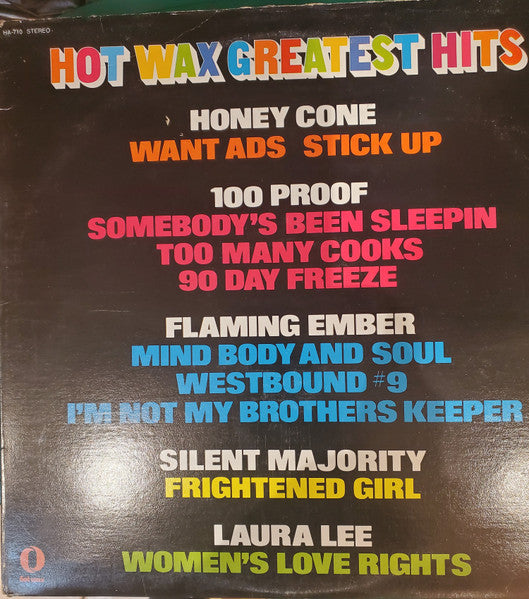 HA-710 STEREO
HOT WAX GREATEST HITS
HONEY CONE
WANT ADS STICK UP
100 PROOF
SOMEBODY'S BEEN SLEEPIN
TOO MANY COOKS
90 DAY FREEZE
FLAMING EMBER
MIND BODY AND SOUL
WESTBOUND #9
I'M NOT MY BROTHERS KEEPER
SILENT MAJORITY
FRIGHTENED GIRL
LAURA LEE
WOMEN'S LOVE RIGHTS